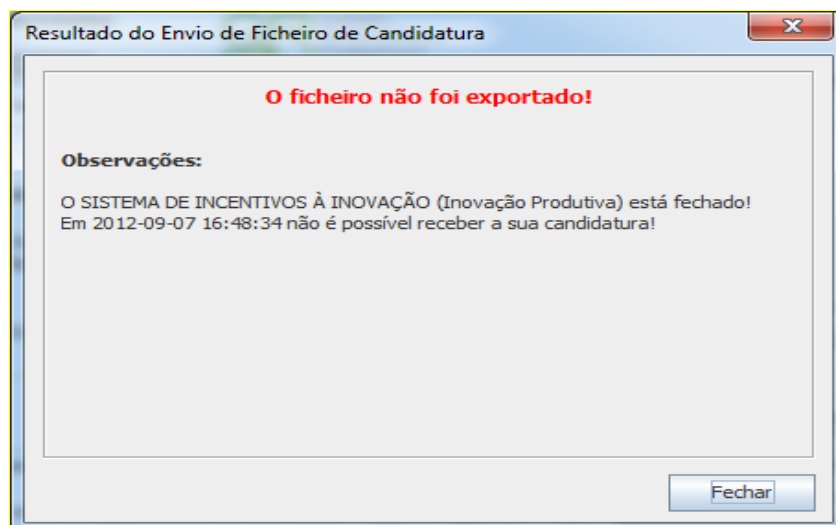 Resultado do Envio de Ficheiro de Candidatura
O ficheiro não foi exportado!
Observações:
O SISTEMA DE INCENTIVOS À INOVAÇÃO (Inovação Produtiva) está fechado!
Em 2012-09-07 16:48:34 não é possível receber a sua candidatura!
Fechar